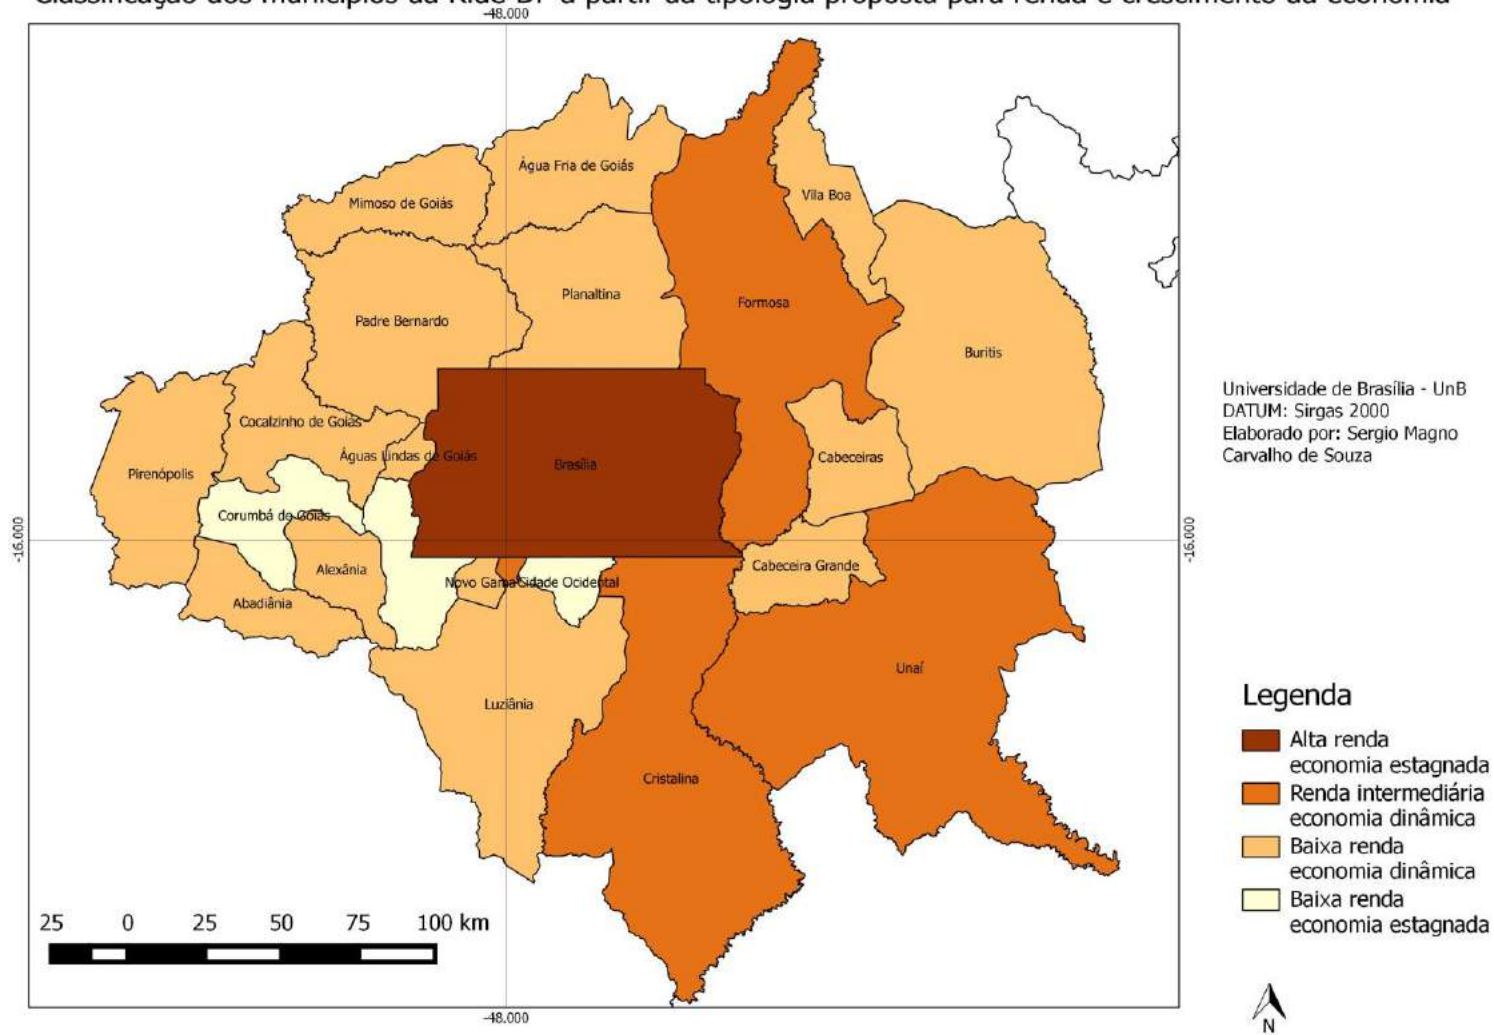 Classificação dos municípios da Ride-DF a partir da tipologia proposta para renda e crescimento da economia
-48.000
Água Fria de Goiás
Mimoso de Goiás
Vila Boa
Planaltina
Formosa
Padre Bernardo
Buritis
Cocalzinho de Goiás
Águas Lindas de Goiás
Brasília
Cabeceiras
Pirenópolis
Corumbá de Goiás
-16.000
-16.000
Alexânia
Cabeceira Grande
Novo Gama
Cidade Ocidental
Abadiânia
Unaí
Luziânia
Cristalina
25 0 25 50 75 100 km
-48.000
Universidade de Brasília - UnB
DATUM: Sirgas 2000
Elaborado por: Sergio Magno
Carvalho de Souza
Legenda
Alta renda
economia estagnada
Renda intermediária
economia dinâmica
Baixa renda
economia dinâmica
Baixa renda
economia estagnada
N